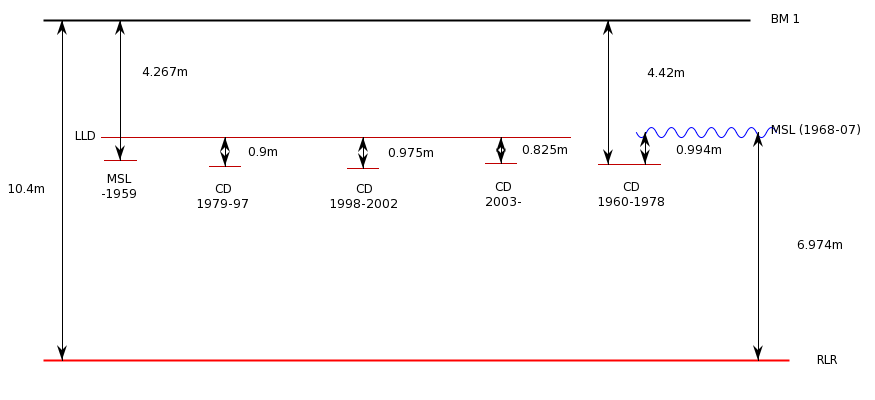 BM 1
4.267m
4.42m
LLD
MSL (1968-07)
0.9m
0.975m
0.825m
0.994m
MSL
-1959
CD
1979-97
CD
1998-2002
CD
2003-
CD
1960-1978
10.4m
6.974m
RLR